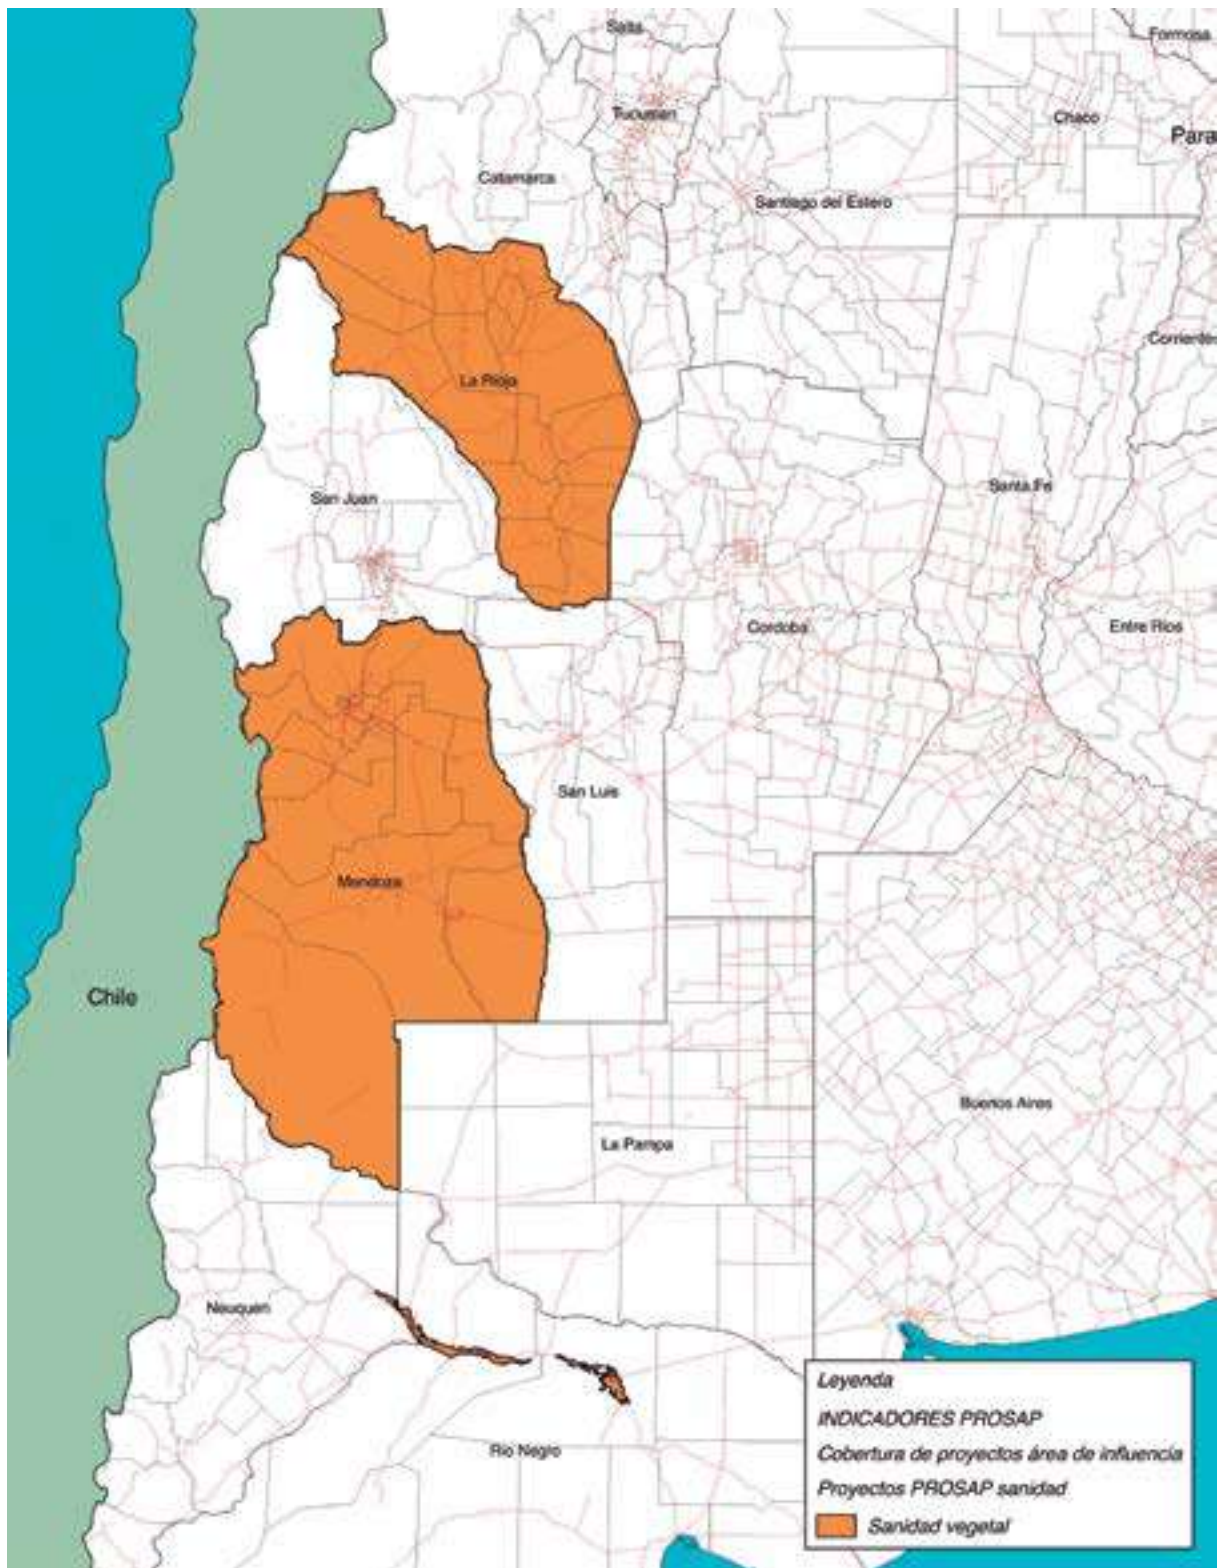 Salta
Formosa
Tucuman
Chaco
Para
Catamarca
Santiago del Estero
Corrientes
La Rioja
Santa Fe
San Juan
Cordoba
Entre Rios
San Luis
Mendoza
Chile
Buenos Aires
La Pampa
Neuquen
Rio Negro
Leyenda
INDICADORES PROSAP
Cobertura de proyectos área de influencia
Proyectos PROSAP sanidad
Sanidad vegetal